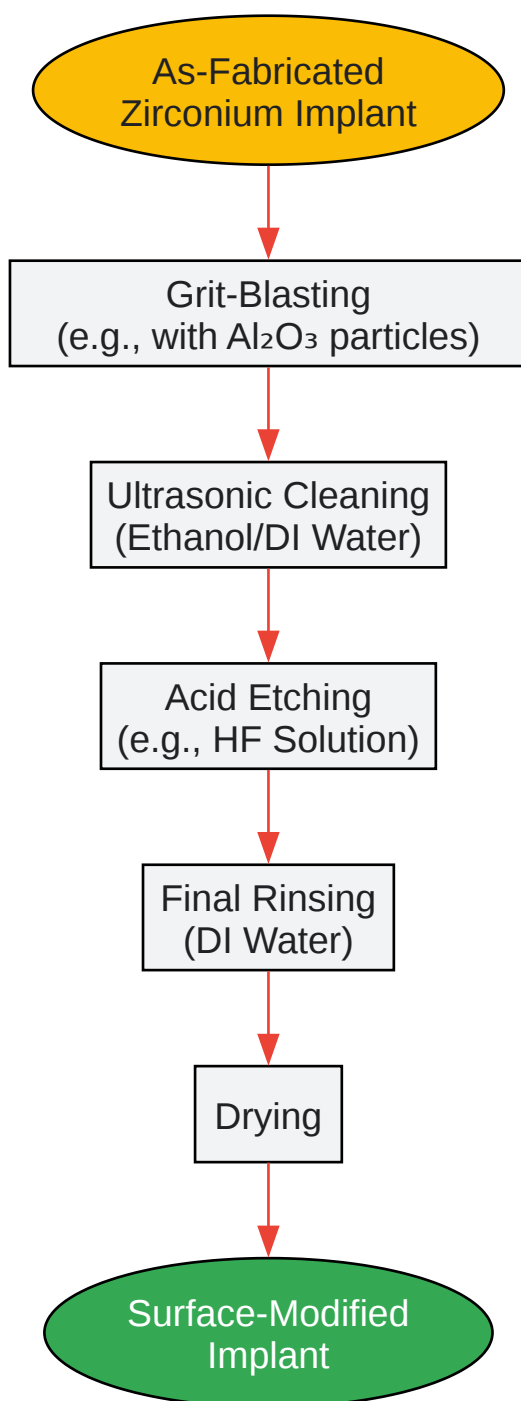 As-Fabricated
Zirconium Implant
Grit-Blasting
(e.g., with Al₂O₃ particles)
Ultrasonic Cleaning
(Ethanol/DI Water)
Acid Etching
(e.g., HF Solution)
Final Rinsing
(DI Water)
Drying
Surface-Modified
Implant